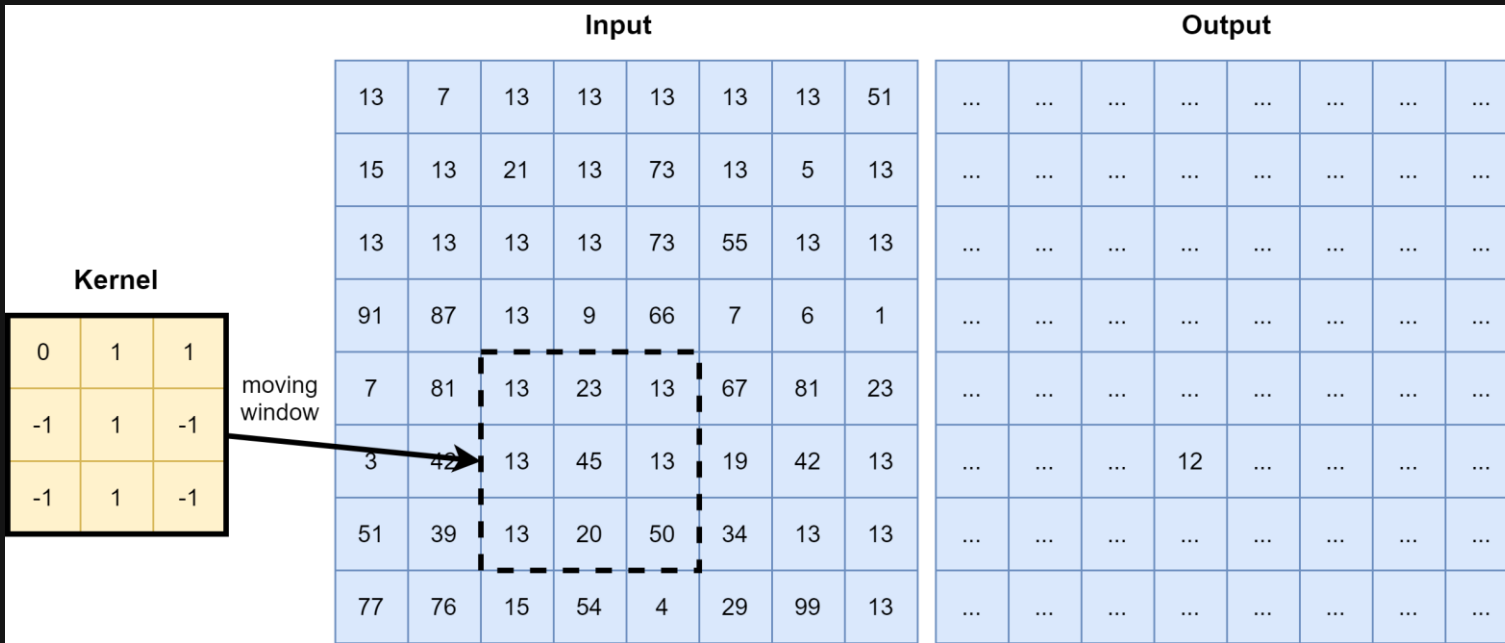 Input Output
13 7 13 13 13 13 13 51 ... ... ... ... ... ... ... ...
15 13 21 13 73 13 5 13 ... ... ... ... ... ... ... ...
13 13 13 13 73 55 13 13 ... ... ... ... ... ... ... ...
Kernel
91 87 13 9 66 7 6 1 ... ... ... ... ... ... ... ...
0 1 1
7 81 13 23 13 67 81 23 ... ... ... ... ... ... ... ...
moving
window
-1 1 -1
3 42 13 45 13 19 42 13 ... ... ... 12 ... ... ... ...
-1 1 -1
51 39 13 20 50 34 13 13 ... ... ... ... ... ... ... ...
77 76 15 54 4 29 99 13 ... ... ... ... ... ... ... ...